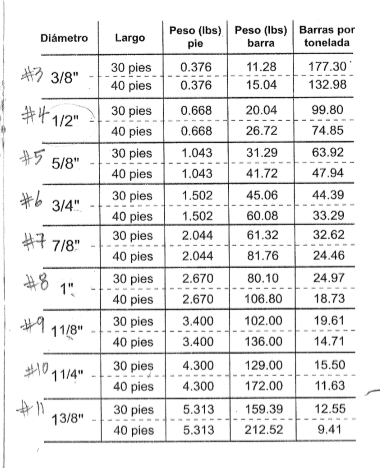 Diámetro Largo Peso (lbs) pie Peso (lbs) barra Barras por tonelada
#3 3/8" 30 pies 0.376 11.28 177.30
40 pies 0.376 15.04 132.98
#4 1/2" 30 pies 0.668 20.04 99.80
40 pies 0.668 26.72 74.85
#5 5/8" 30 pies 1.043 31.29 63.92
40 pies 1.043 41.72 47.94
#6 3/4" 30 pies 1.502 45.06 44.39
40 pies 1.502 60.08 33.29
#7 7/8" 30 pies 2.044 61.32 32.62
40 pies 2.044 81.76 24.46
#8 1" 30 pies 2.670 80.10 24.97
40 pies 2.670 106.80 18.73
#9 11/8" 30 pies 3.400 102.00 19.61
40 pies 3.400 136.00 14.71
#10 11/4" 30 pies 4.300 129.00 15.50
40 pies 4.300 172.00 11.63
#11 13/8" 30 pies 5.313 159.39 12.55
40 pies 5.313 212.52 9.41